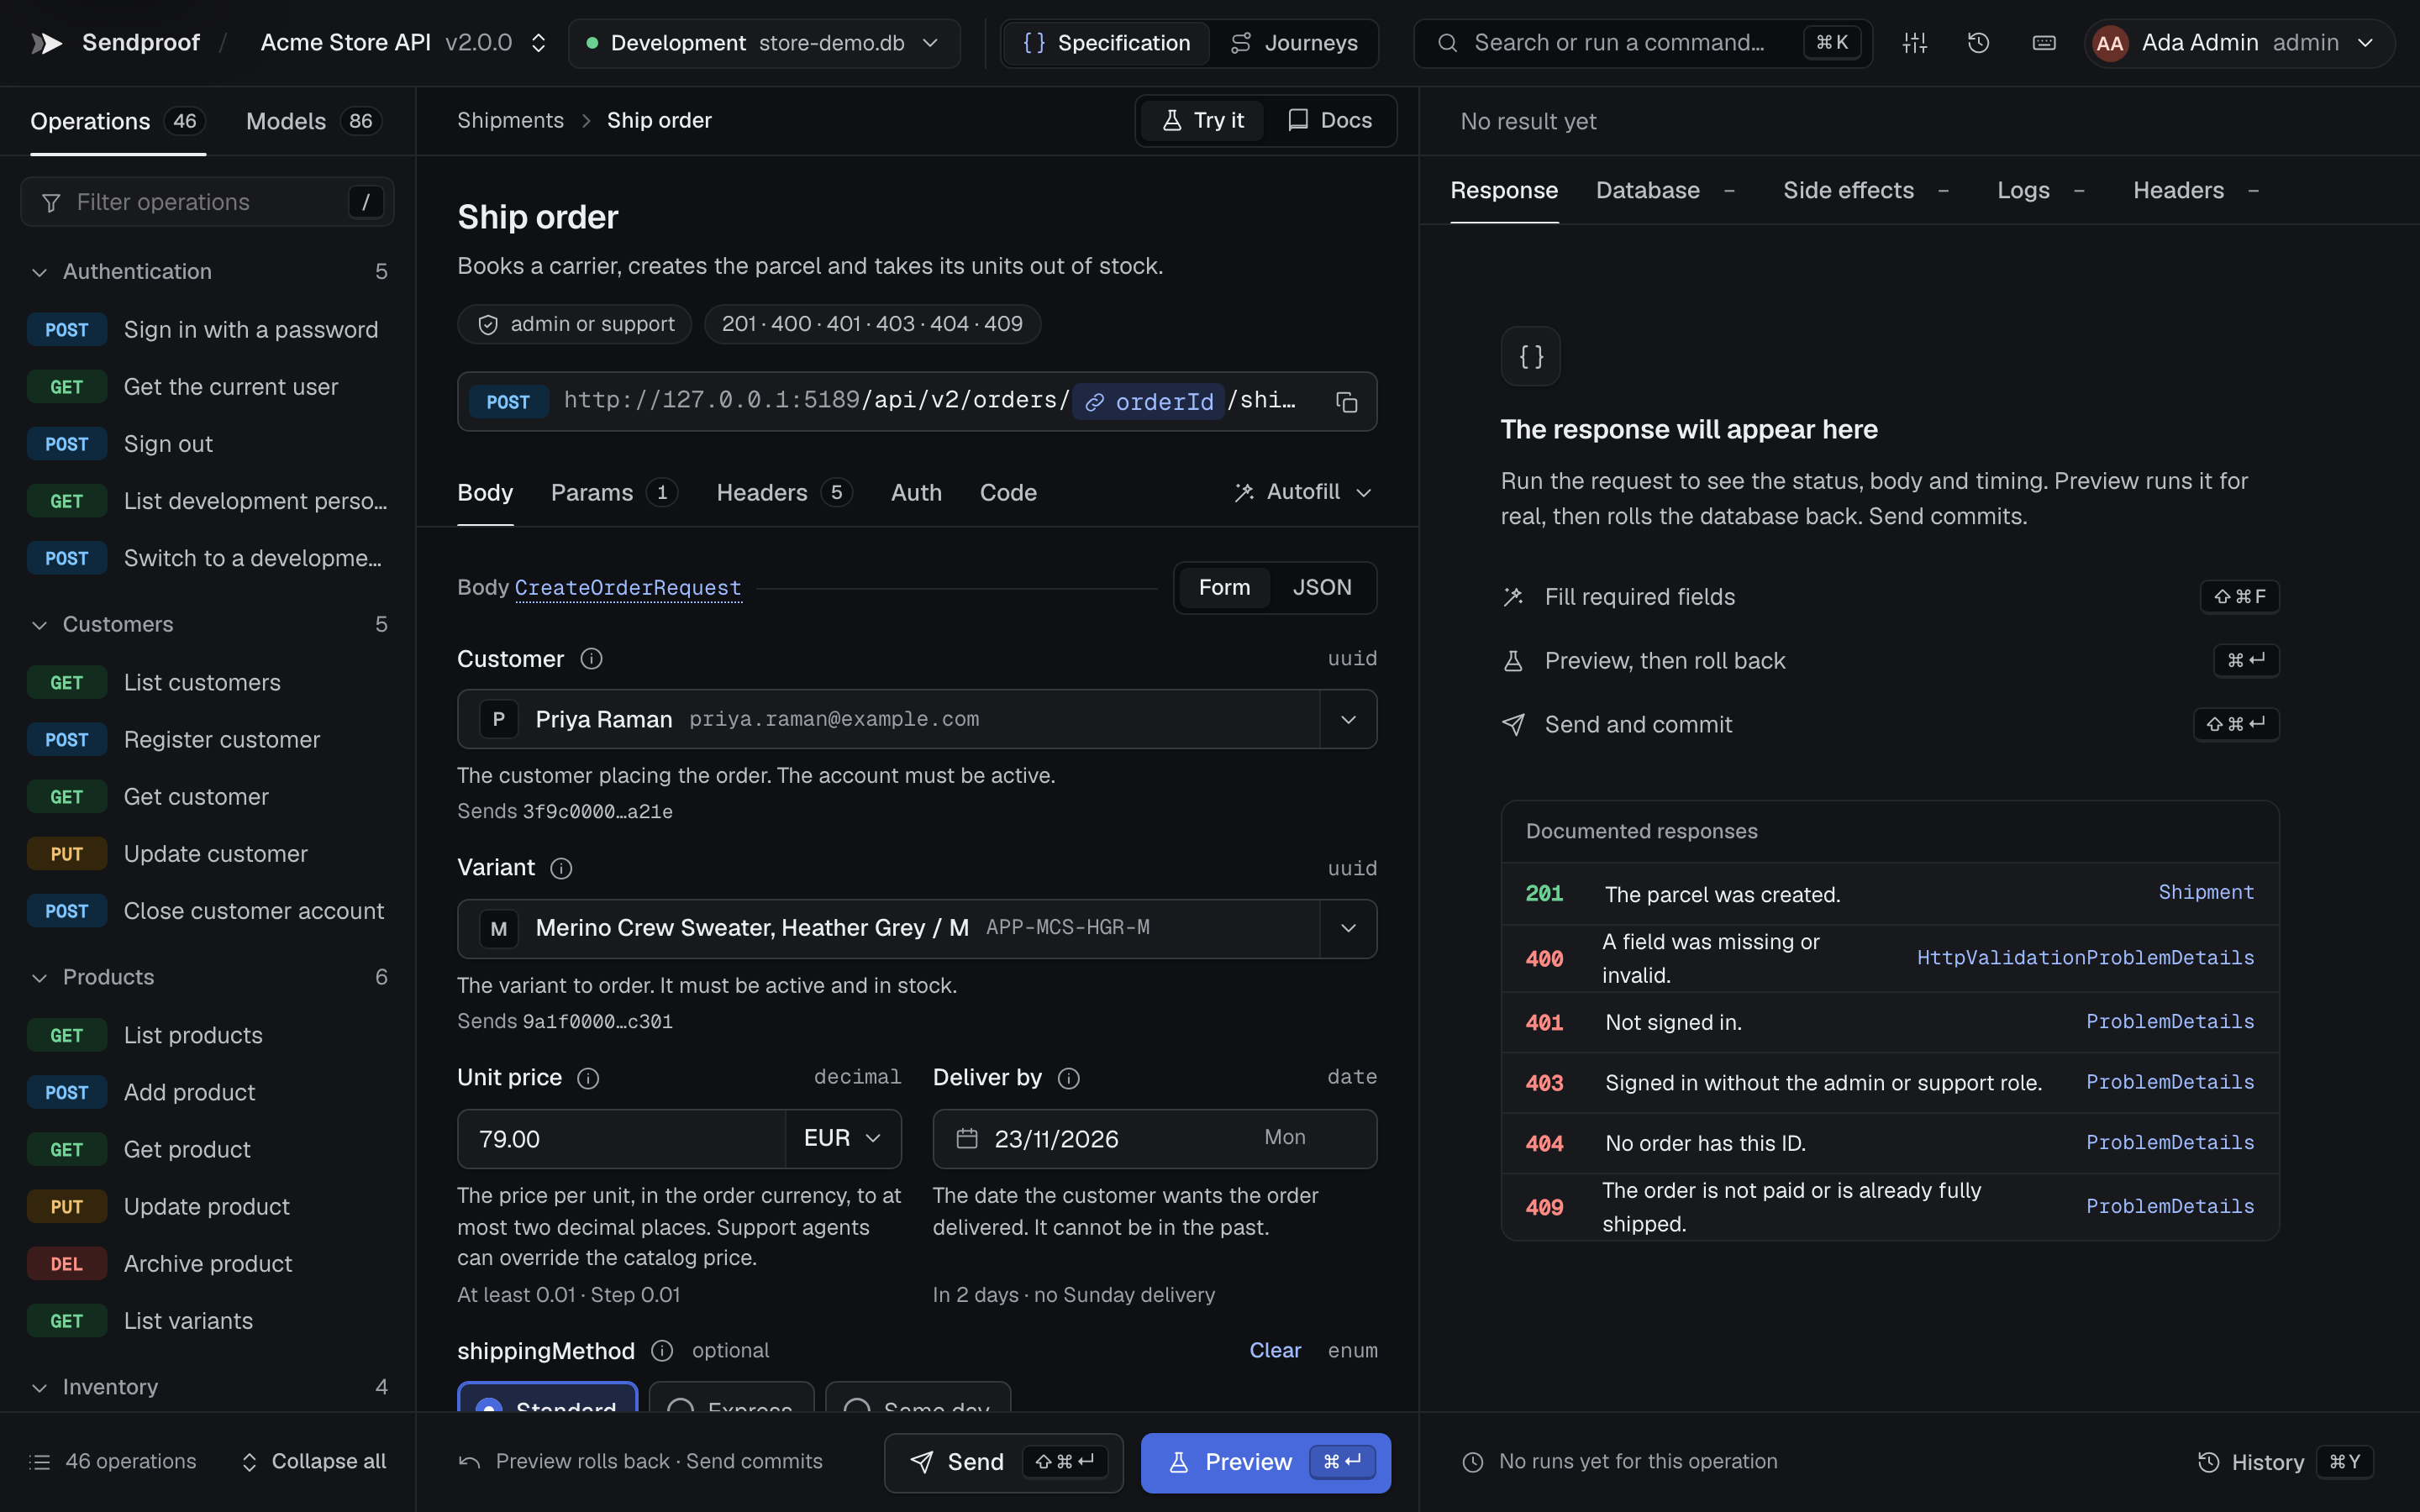 Sendproof / Acme Store API v2.0.0
Development store-demo.db
{ } Specification
Journeys
Search or run a command... ⌘ K
AA Ada Admin admin
Operations 46
Models 86
Filter operations /
Authentication 5
POST Sign in with a password
GET Get the current user
POST Sign out
GET List development perso...
POST Switch to a developme...
Customers 5
GET List customers
POST Register customer
GET Get customer
PUT Update customer
POST Close customer account
Products 6
GET List products
POST Add product
GET Get product
PUT Update product
DEL Archive product
GET List variants
Inventory 4
46 operations
Collapse all
Shipments > Ship order
Try it
Docs
Ship order
Books a carrier, creates the parcel and takes its units out of stock.
admin or support
201 · 400 · 401 · 403 · 404 · 409
POST http://127.0.0.1:5189/api/v2/orders/orderId/shi…
Body
Params 1
Headers 5
Auth
Code
Autofill
Body CreateOrderRequest
Form
JSON
Customer uuid
P Priya Raman priya.raman@example.com
The customer placing the order. The account must be active.
Sends 3f9c0000…a21e
Variant uuid
M Merino Crew Sweater, Heather Grey / M APP-MCS-HGR-M
The variant to order. It must be active and in stock.
Sends 9a1f0000…c301
Unit price decimal
79.00 EUR
The price per unit, in the order currency, to at
most two decimal places. Support agents
can override the catalog price.
At least 0.01 · Step 0.01
Deliver by date
23/11/2026 Mon
The date the customer wants the order
delivered. It cannot be in the past.
In 2 days · no Sunday delivery
shippingMethod optional Clear enum
Standard
Express
Same day
Preview rolls back · Send commits
Send ⇧⌘↵
Preview ⌘↵
No result yet
Response
Database –
Side effects –
Logs –
Headers –
{ }
The response will appear here
Run the request to see the status, body and timing. Preview runs it for
real, then rolls the database back. Send commits.
Fill required fields ⇧⌘F
Preview, then roll back ⌘↵
Send and commit ⇧⌘↵
Documented responses
201 The parcel was created. Shipment
400 A field was missing or
invalid. HttpValidationProblemDetails
401 Not signed in. ProblemDetails
403 Signed in without the admin or support role. ProblemDetails
404 No order has this ID. ProblemDetails
409 The order is not paid or is already fully
shipped. ProblemDetails
No runs yet for this operation
History ⌘Y